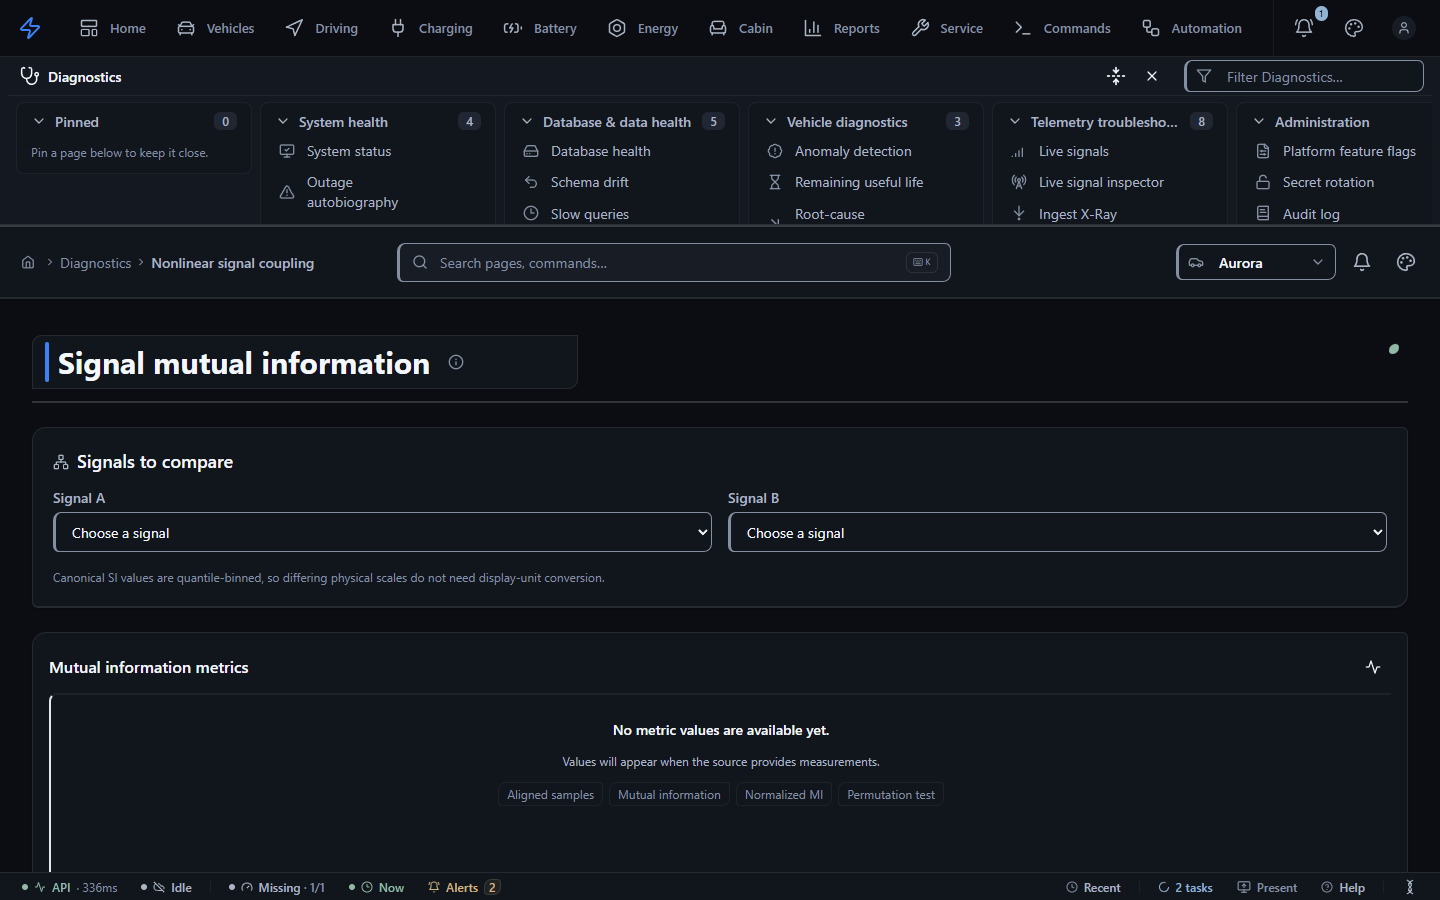 Home Vehicles Driving Charging Battery Energy Cabin Reports Service Commands Automation 1
Diagnostics Filter Diagnostics...
Pinned 0
Pin a page below to keep it close.
System health 4
System status
Outage
autobiography
Database & data health 5
Database health
Schema drift
Slow queries
Vehicle diagnostics 3
Anomaly detection
Remaining useful life
Root-cause
Telemetry troublesho... 8
Live signals
Live signal inspector
Ingest X-Ray
Administration
Platform feature flags
Secret rotation
Audit log
Diagnostics Nonlinear signal coupling Search pages, commands... K Aurora
Signal mutual information
Signals to compare
Signal A Signal B
Choose a signal Choose a signal
Canonical SI values are quantile-binned, so differing physical scales do not need display-unit conversion.
Mutual information metrics
No metric values are available yet.
Values will appear when the source provides measurements.
Aligned samples Mutual information Normalized MI Permutation test
API · 336ms Idle Missing · 1/1 Now Alerts 2 Recent 2 tasks Present Help